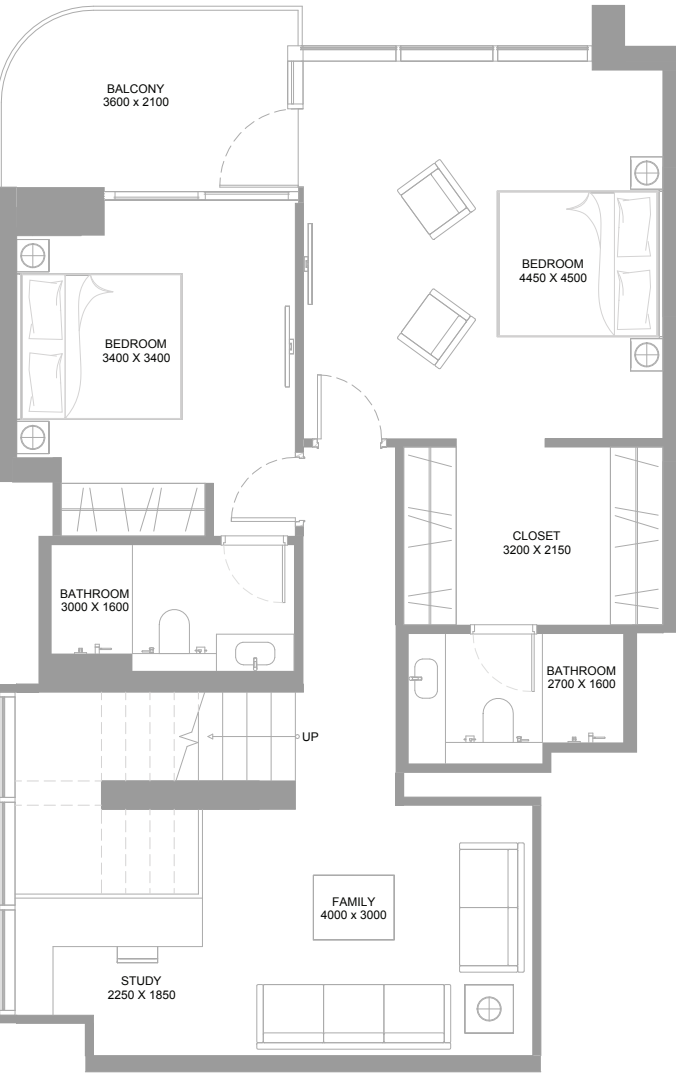 BALCONY
3600 x 2100
BEDROOM
4450 X 4500
BEDROOM
3400 X 3400
CLOSET
3200 X 2150
BATHROOM
3000 X 1600
BATHROOM
2700 X 1600
UP
FAMILY
4000 x 3000
STUDY
2250 X 1850